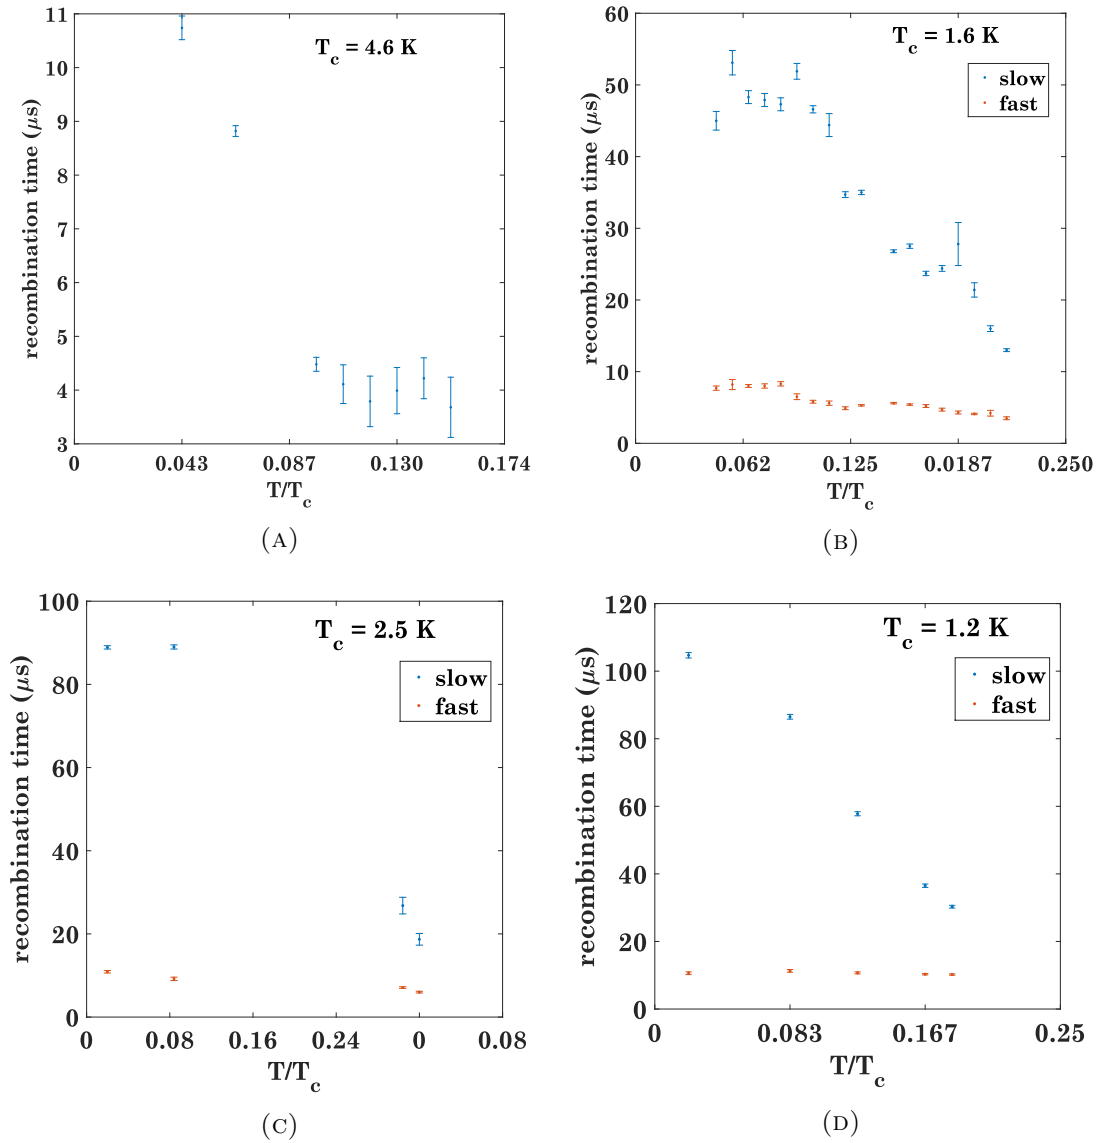 11
10
9
8
7
6
5
4
3
0
0.043
0.087
0.130
0.174
recombination time (μs)
T/T_c
T_c = 4.6 K
(A)
60
50
40
30
20
10
0
0
0.062
0.125
0.0187
0.250
recombination time (μs)
T/T_c
T_c = 1.6 K
slow
fast
(B)
100
80
60
40
20
0
0
0.08
0.16
0.24
0
0.08
recombination time (μs)
T/T_c
T_c = 2.5 K
slow
fast
(C)
120
100
80
60
40
20
0
0
0.083
0.167
0.25
recombination time (μs)
T/T_c
T_c = 1.2 K
slow
fast
(D)